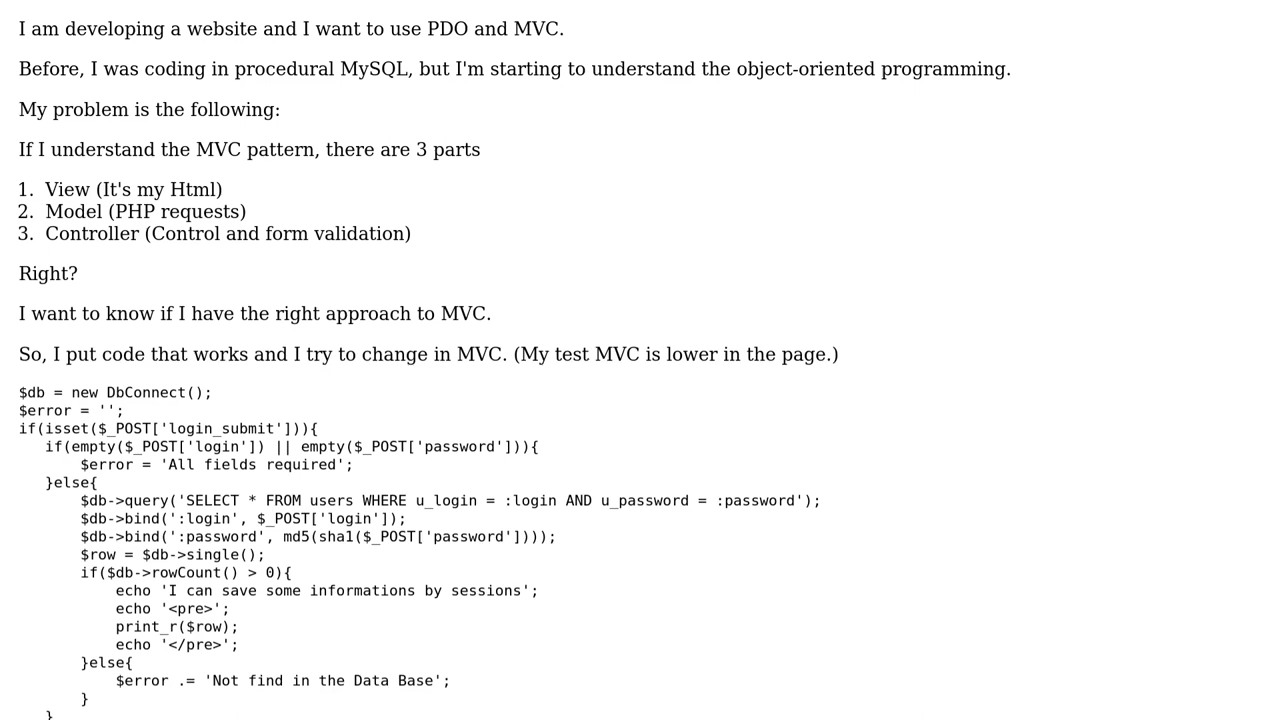 I am developing a website and I want to use PDO and MVC.
Before, I was coding in procedural MySQL, but I'm starting to understand the object-oriented programming.
My problem is the following:
If I understand the MVC pattern, there are 3 parts
1. View (It's my Html)
2. Model (PHP requests)
3. Controller (Control and form validation)
Right?
I want to know if I have the right approach to MVC.
So, I put code that works and I try to change in MVC. (My test MVC is lower in the page.)
$db = new DbConnect();
$error = '';
if(isset($_POST['login_submit'])){
   if(empty($_POST['login']) || empty($_POST['password'])){
       $error = 'All fields required';
   }else{
       $db->query('SELECT * FROM users WHERE u_login = :login AND u_password = :password');
       $db->bind(':login', $_POST['login']);
       $db->bind(':password', md5(sha1($_POST['password'])));
       $row = $db->single();
       if($db->rowCount() > 0){
           echo 'I can save some informations by sessions';
           echo '<pre>';
           print_r($row);
           echo '</pre>';
       }else{
           $error .= 'Not find in the Data Base';
       }
   }